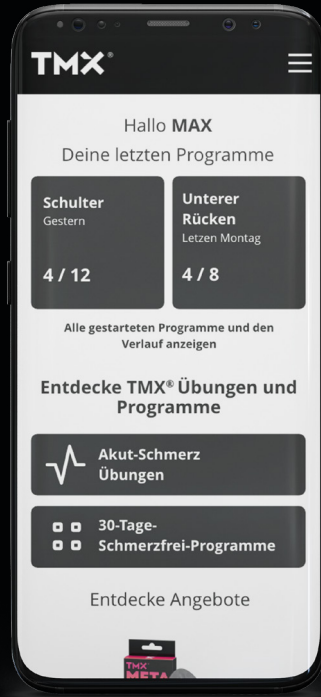 TMX®
Hallo MAX
Deine letzten Programme
Schulter
Gestern
4 / 12
Unterer
Rücken
Letzen Montag
4 / 8
Alle gestarteten Programme und den
Verlauf anzeigen
Entdecke TMX® Übungen und
Programme
Akut-Schmerz
Übungen
30-Tage-
Schmerzfrei-Programme
Entdecke Angebote
TMX®
META